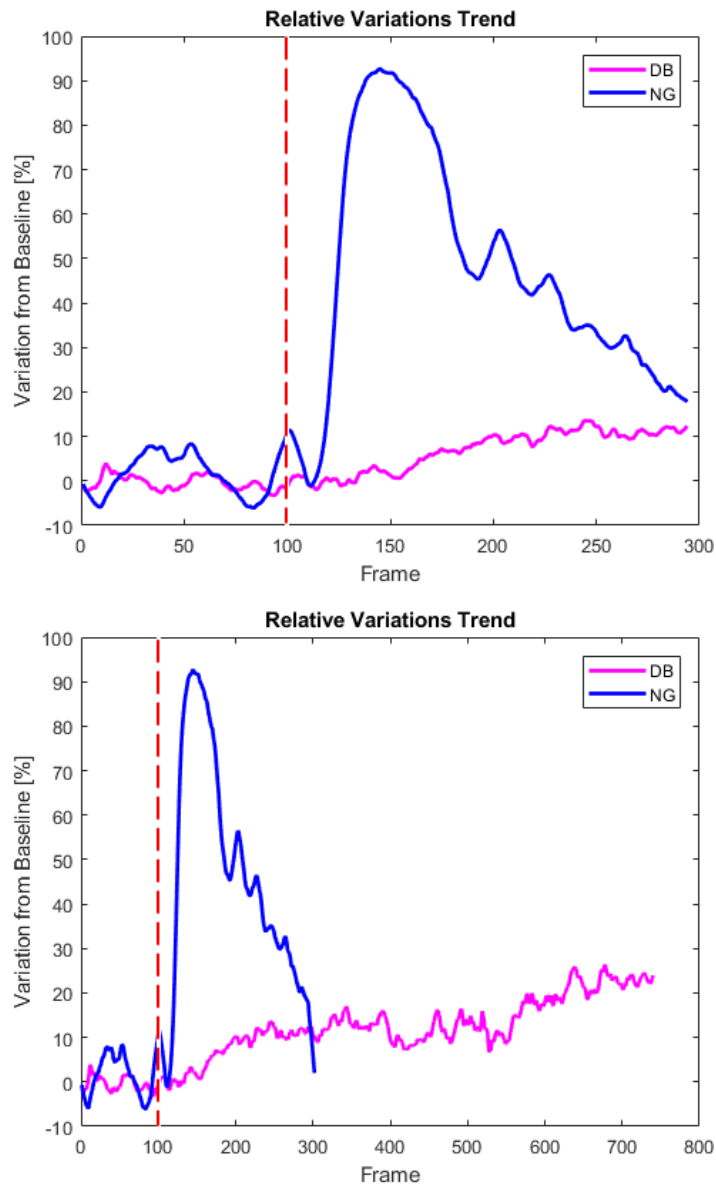 Relative Variations Trend
100
90
80
70
60
50
40
30
20
10
0
-10
Variation from Baseline [%]
DB
NG
0 50 100 150 200 250 300
Frame
Relative Variations Trend
100
90
80
70
60
50
40
30
20
10
0
-10
Variation from Baseline [%]
DB
NG
0 100 200 300 400 500 600 700 800
Frame